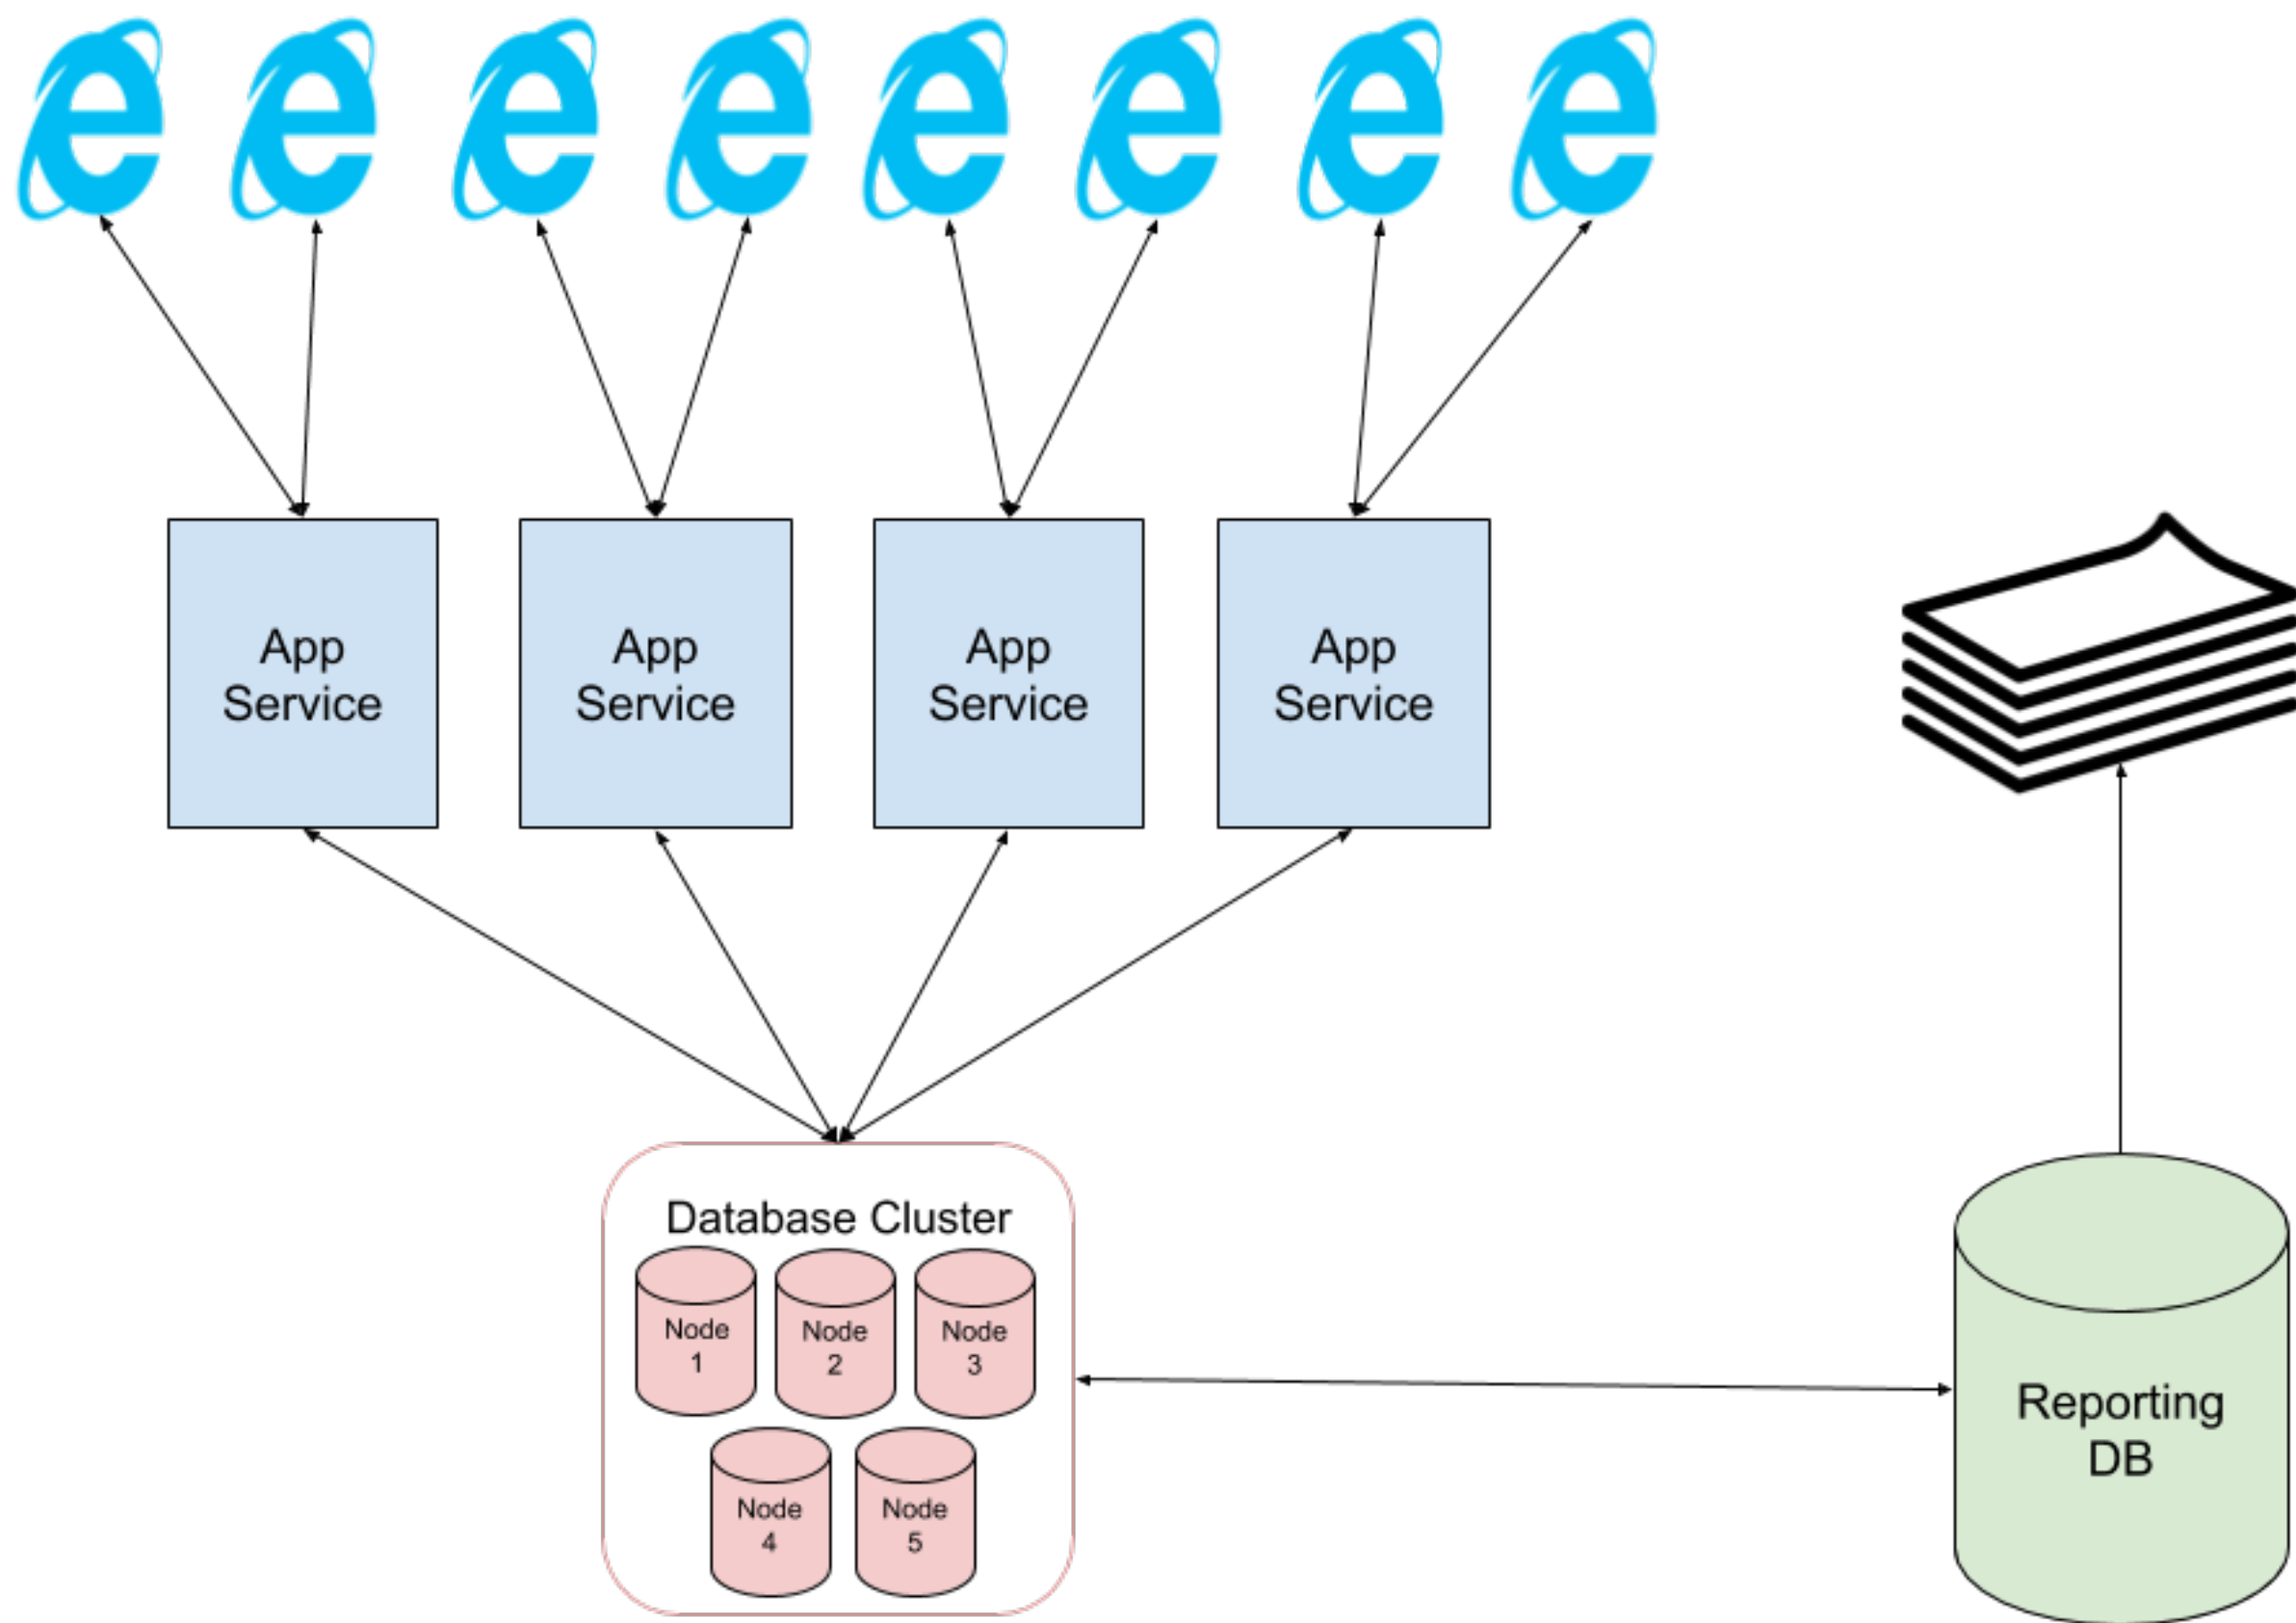 App
Service
App
Service
App
Service
App
Service
Database Cluster
Node
1
Node
2
Node
3
Node
4
Node
5
Reporting
DB